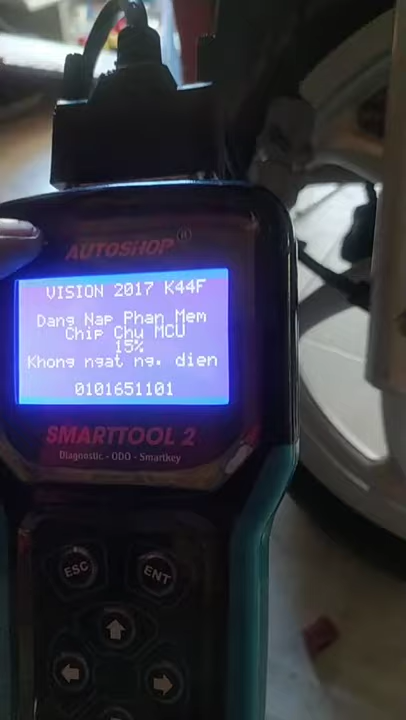 AUTOSHOP ®
VISION 2017 K44F
Dang Nap Phan Mem
Chip Chu MCU
15%
Khong ngat ng. dien
0101651101
SMARTTOOL 2
Diagnostic - ODO - Smartkey
ESC
ENT